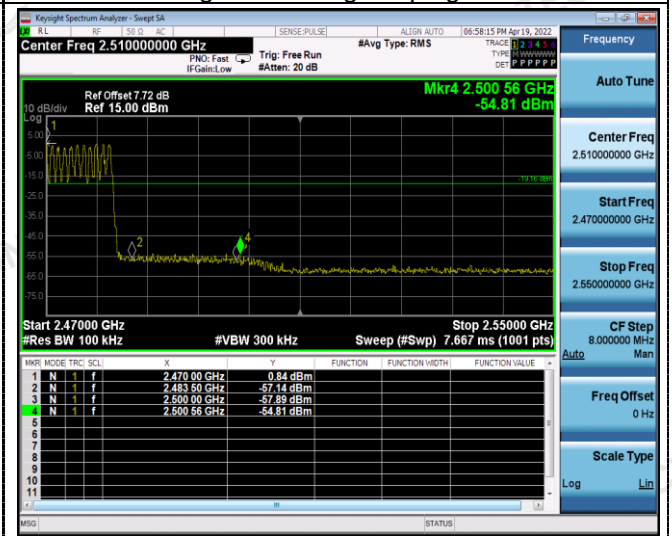 Keysight Spectrum Analyzer - Swept SA
RL RF 50 Ω AC SENSE:PULSE ALIGN AUTO 06:58:15 PM Apr 19, 2022
Center Freq 2.510000000 GHz
PNO: Fast
IFGain:Low
Trig: Free Run
#Atten: 20 dB
#Avg Type: RMS
TRACE 1 2 3 4 5 6
TYPE M W W W W W
DET P P P P P P
Frequency
Auto Tune
Center Freq
2.510000000 GHz
Start Freq
2.470000000 GHz
Stop Freq
2.550000000 GHz
CF Step
8.000000 MHz
Auto Man
Freq Offset
0 Hz
Scale Type
Log Lin
Mkr4 2.500 56 GHz
-54.81 dBm
Ref Offset 7.72 dB
10 dB/div Ref 15.00 dBm
Log
5.00
-5.00
-15.0
-25.0
-35.0
-45.0
-55.0
-65.0
-75.0
1
2
4
-19.16 dBm
Start 2.47000 GHz Stop 2.55000 GHz
#Res BW 100 kHz #VBW 300 kHz Sweep (#Swp) 7.667 ms (1001 pts)
MKR MODE TRC SCL X Y FUNCTION FUNCTION WIDTH FUNCTION VALUE
1 N 1 f 2.470 00 GHz 0.84 dBm
2 N 1 f 2.483 50 GHz -57.14 dBm
3 N 1 f 2.500 00 GHz -57.89 dBm
4 N 1 f 2.500 56 GHz -54.81 dBm
5
6
7
8
9
10
11
MSG STATUS